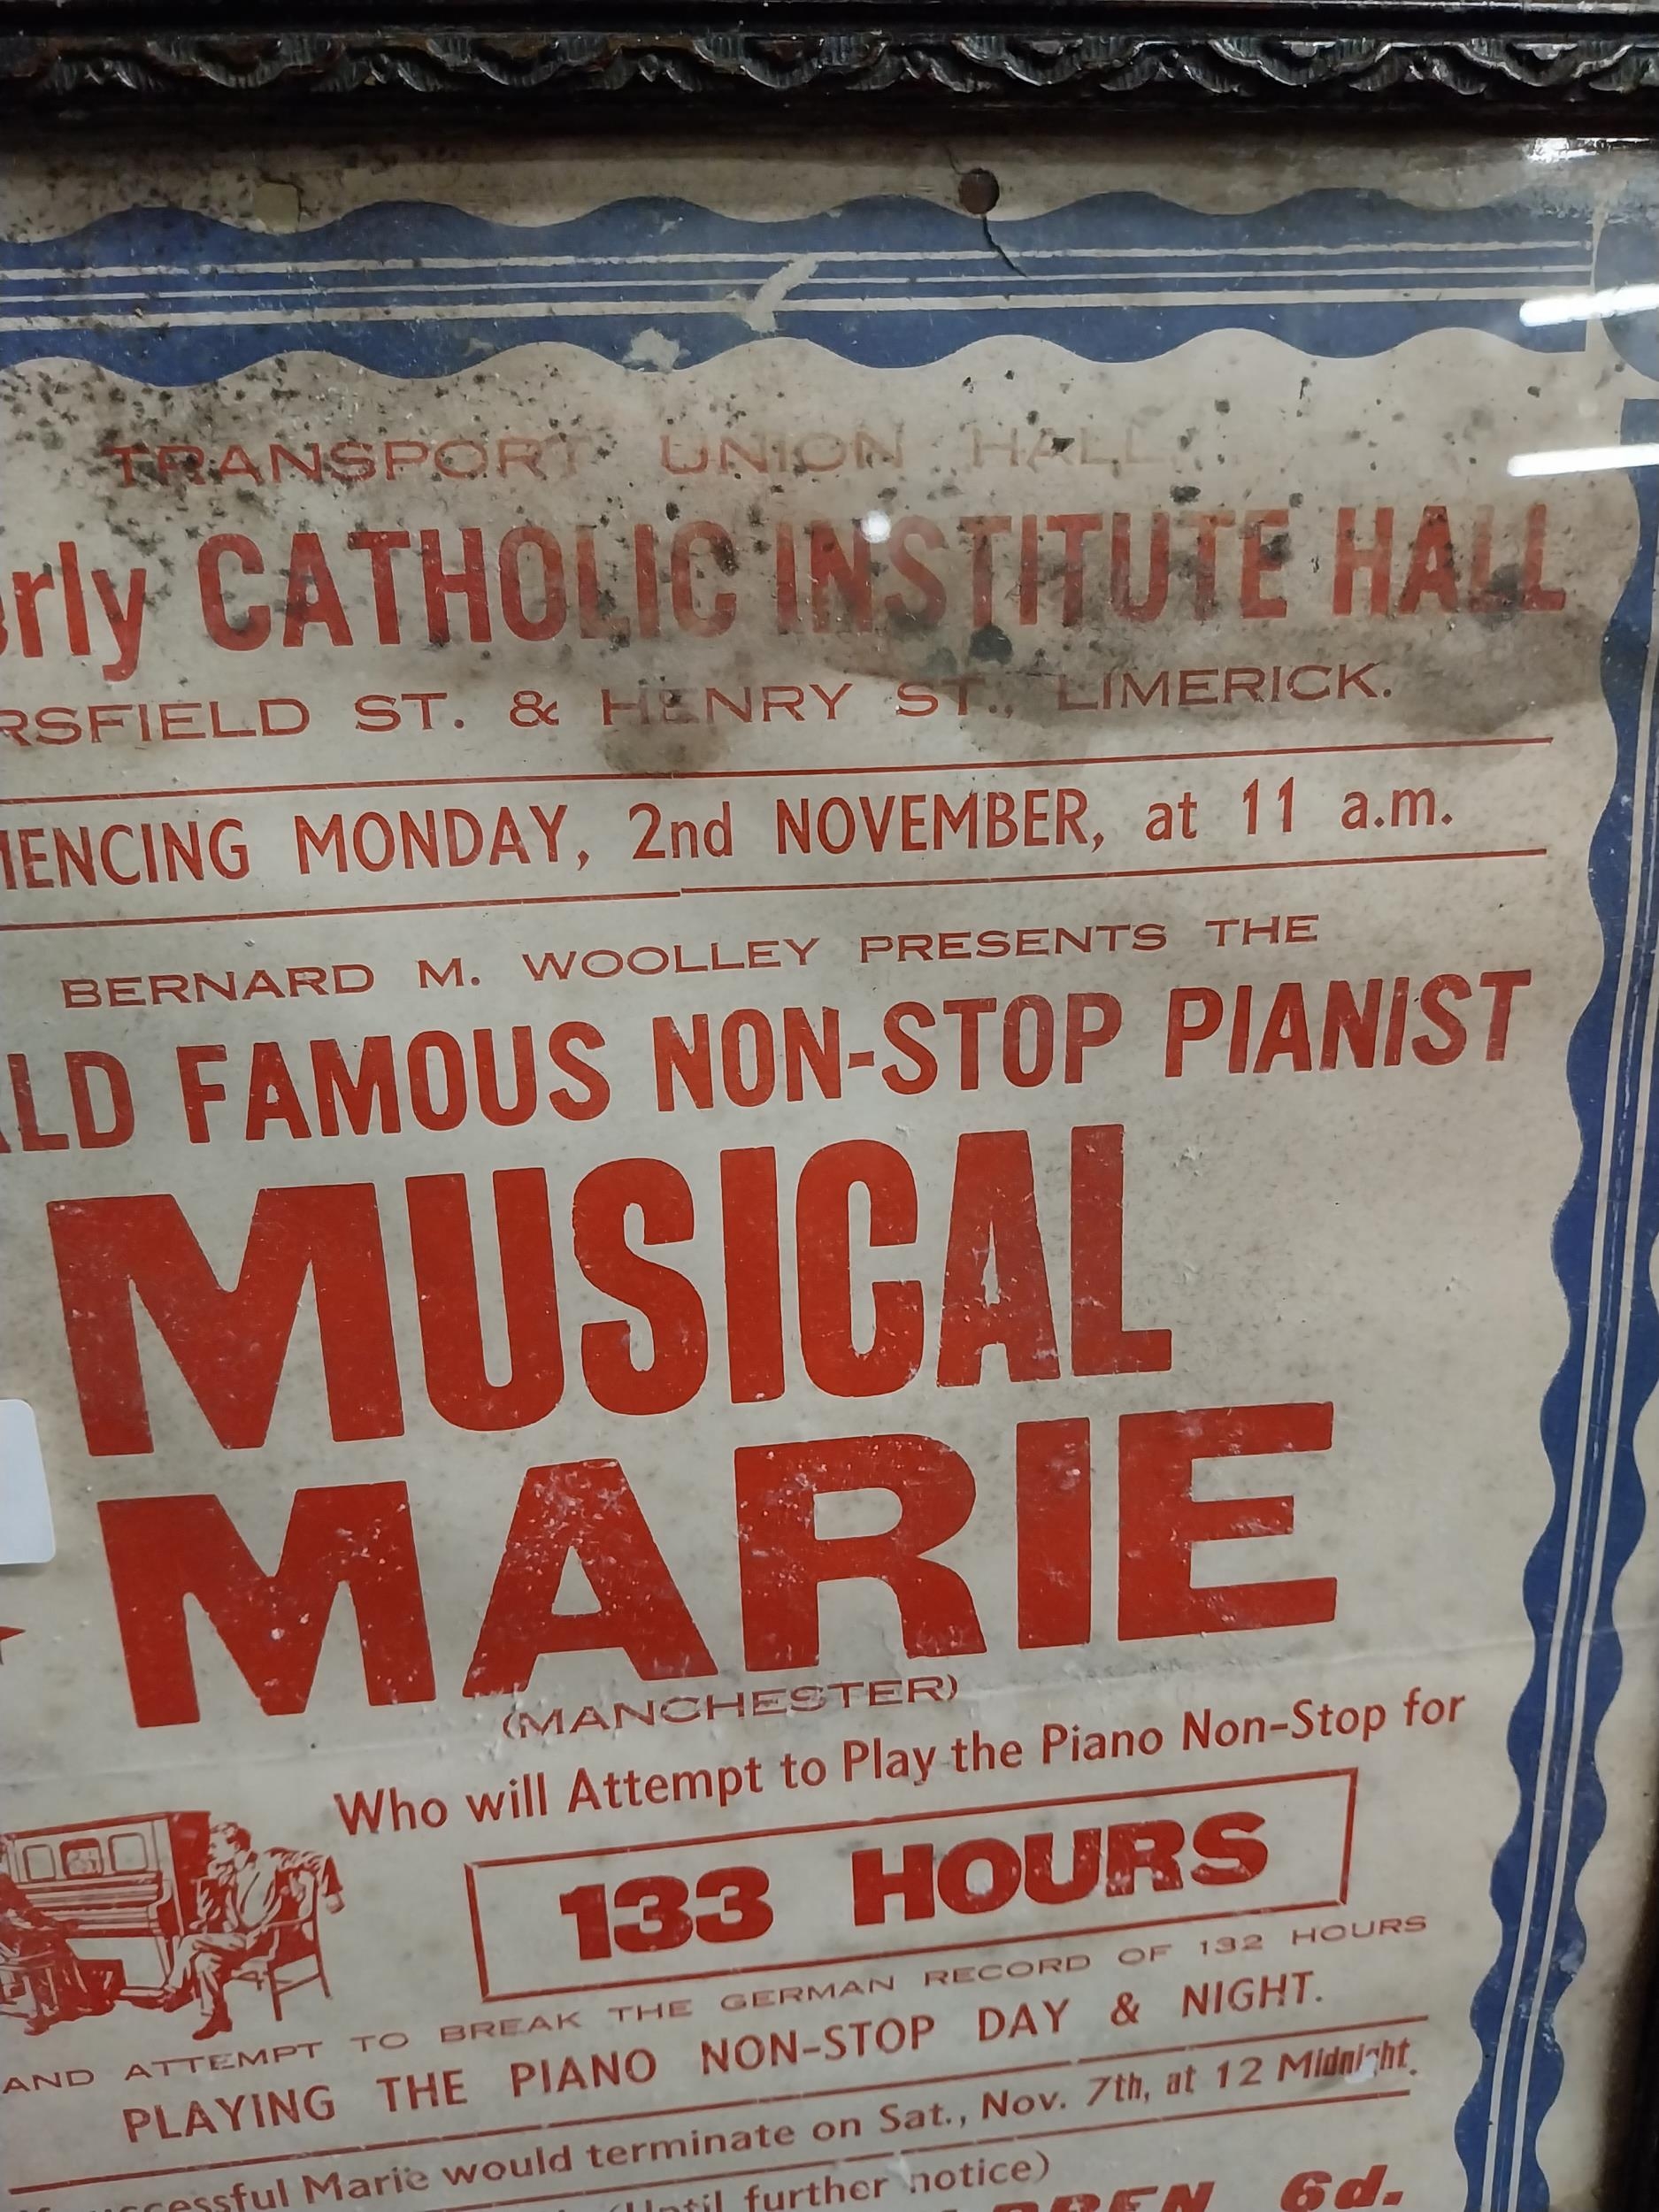 TRANSPORT UNION HALL
erly CATHOLIC INSTITUTE HALL
RSFIELD ST. & HENRY ST., LIMERICK.
MENCING MONDAY, 2nd NOVEMBER, at 11 a.m.
BERNARD M. WOOLLEY PRESENTS THE
LD FAMOUS NON-STOP PIANIST
MUSICAL
MARIE
(MANCHESTER)
Who will Attempt to Play the Piano Non-Stop for
133 HOURS
AND ATTEMPT TO BREAK THE GERMAN RECORD OF 132 HOURS
PLAYING THE PIANO NON-STOP DAY & NIGHT.
uccessful Marie would terminate on Sat., Nov. 7th, at 12 Midnight.
(Until further notice)
6d.